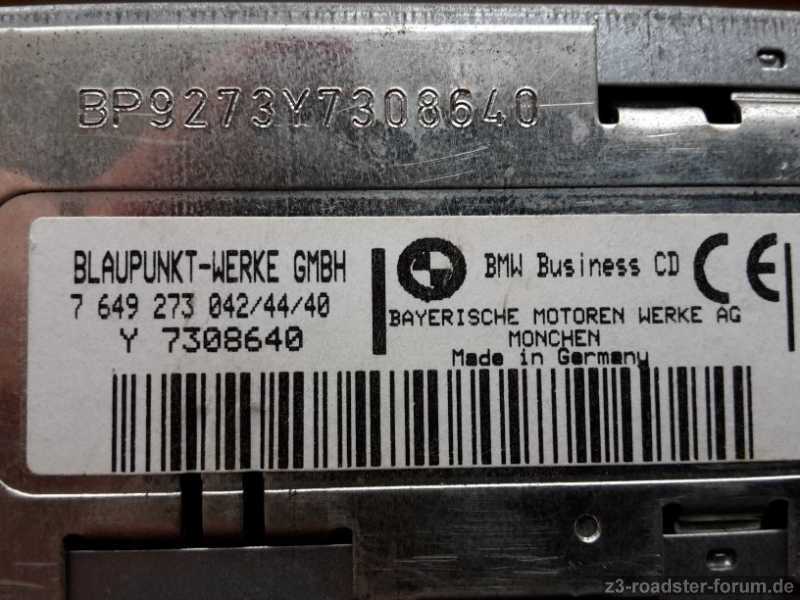 BP9273Y7308640
BLAUPUNKT-WERKE GMBH
7 649 273 042/44/40
Y 7308640
BMW Business CD
CE
BAYERISCHE MOTOREN WERKE AG
MONCHEN
Made in Germany
z3-roadster-forum.de